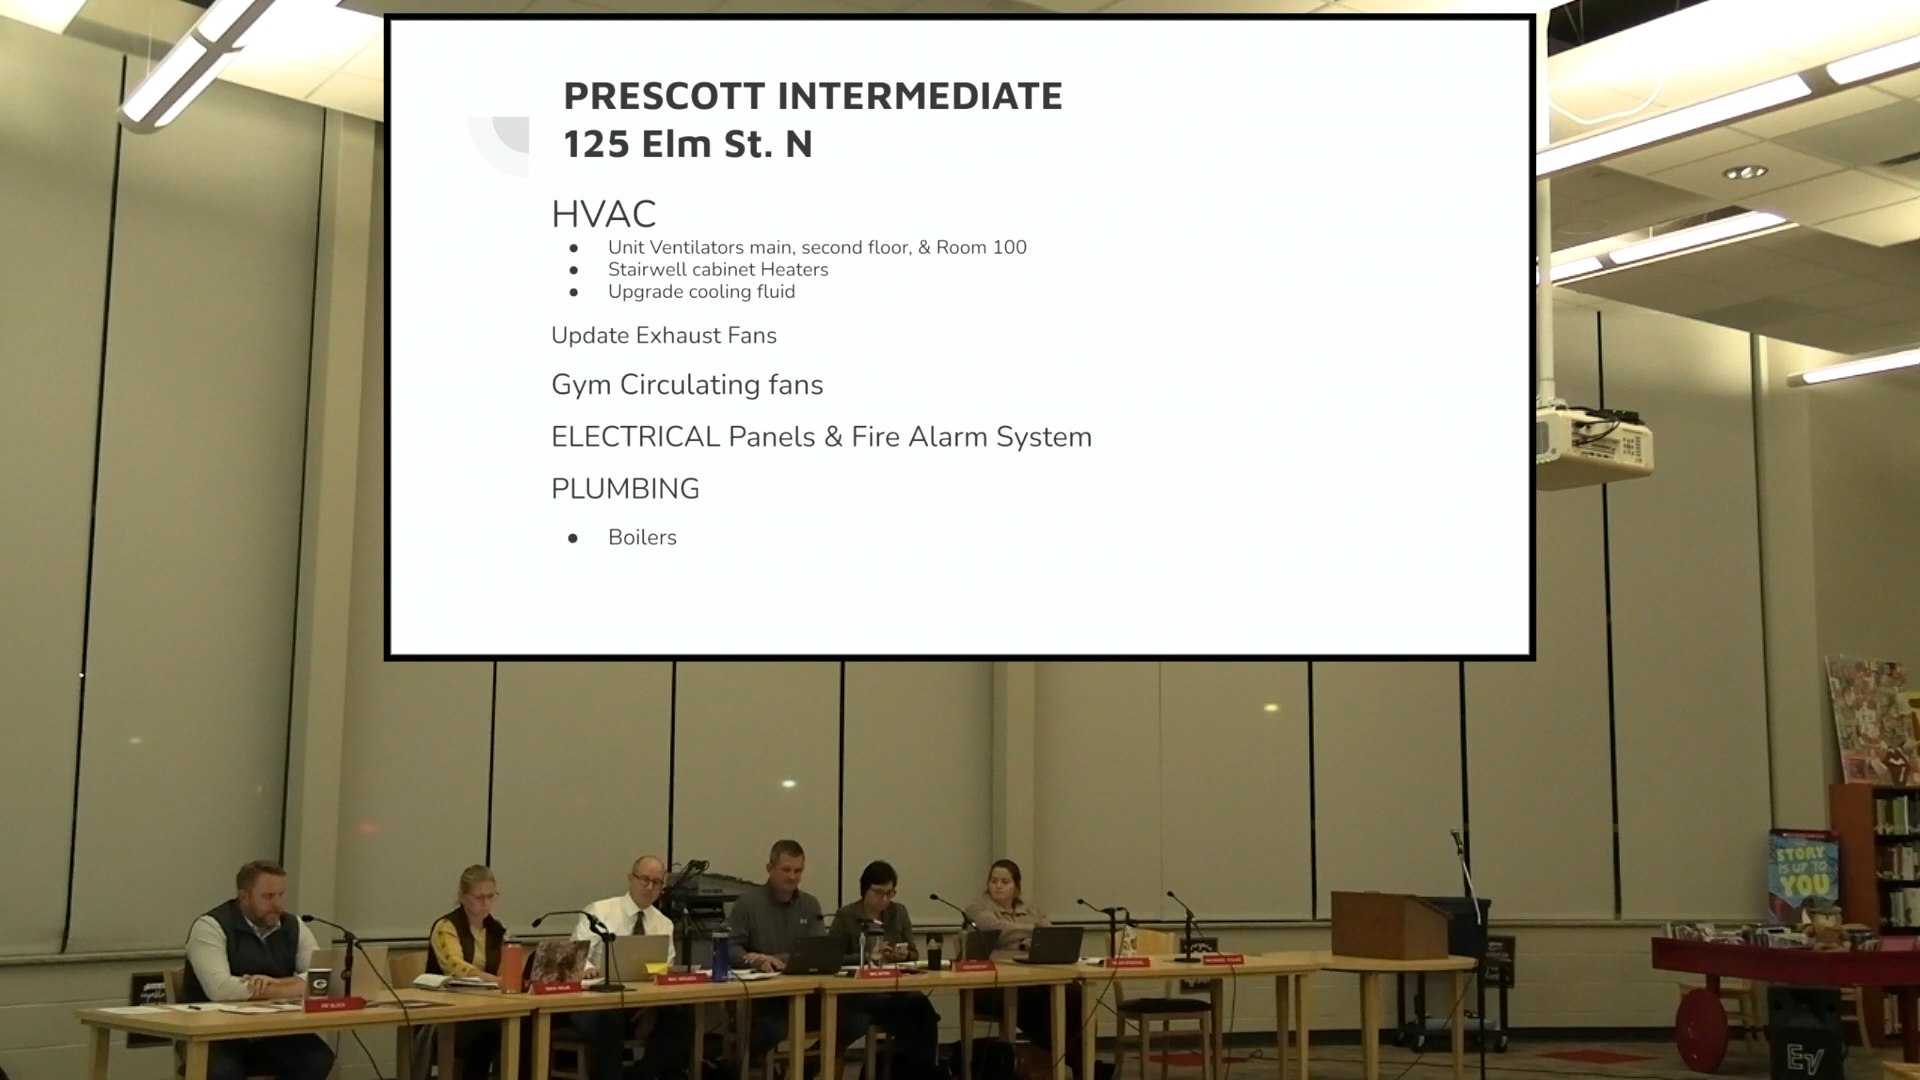 PRESCOTT INTERMEDIATE
125 Elm St. N
HVAC
● Unit Ventilators main, second floor, & Room 100
● Stairwell cabinet Heaters
● Upgrade cooling fluid
Update Exhaust Fans
Gym Circulating fans
ELECTRICAL Panels & Fire Alarm System
PLUMBING
● Boilers
STORY
IS UP TO
YOU
G
EV